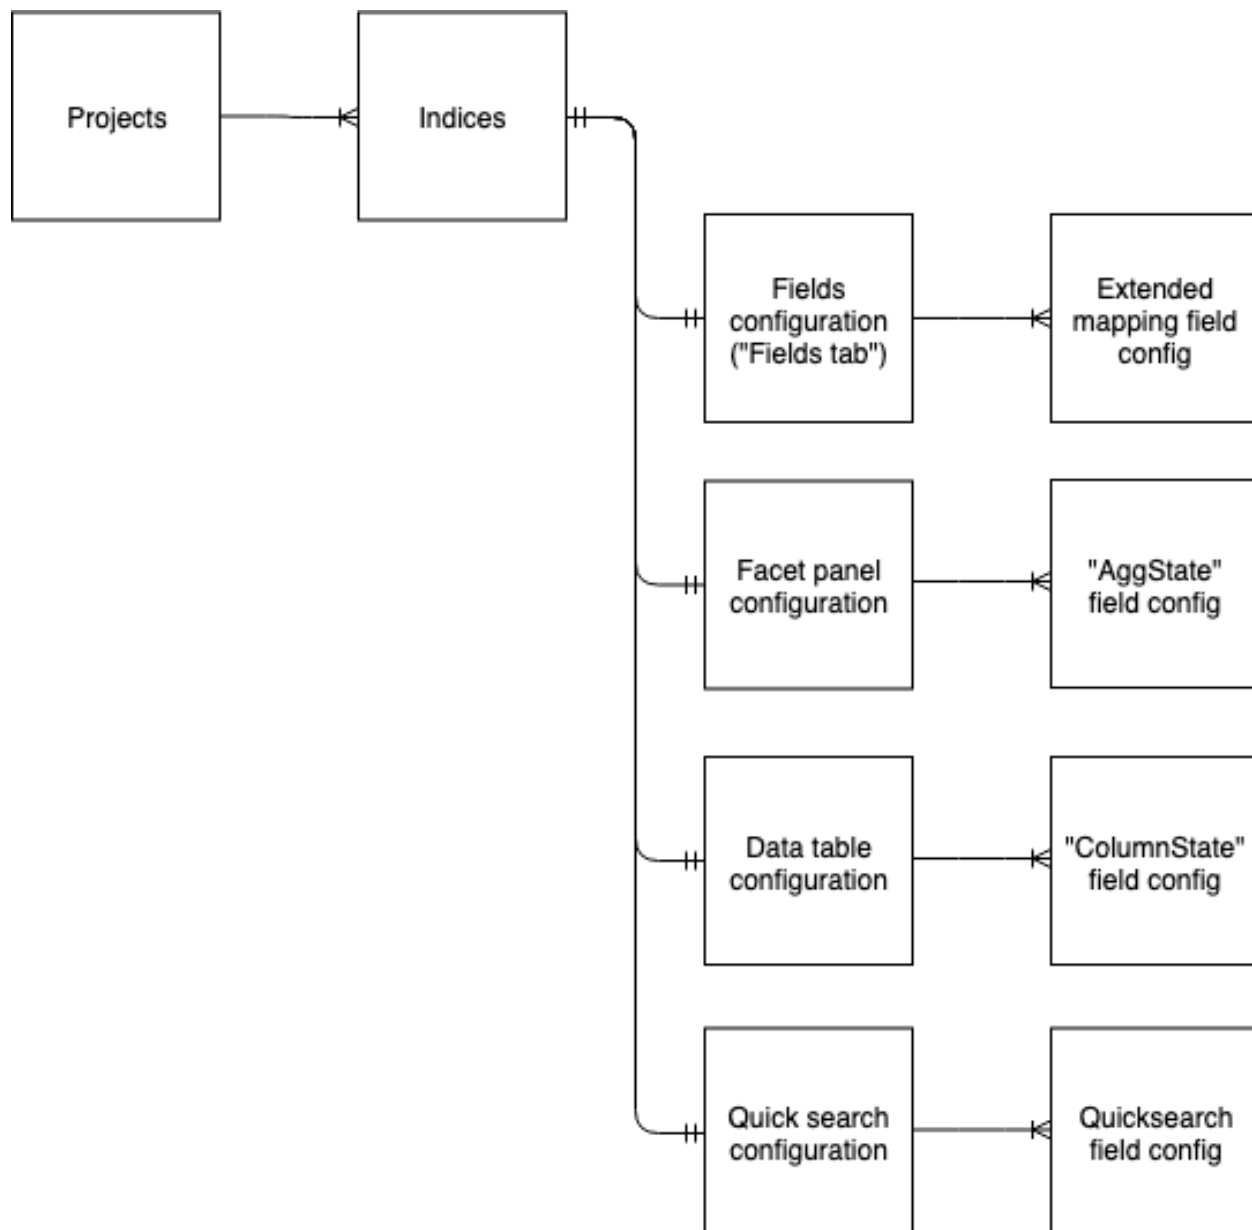 Projects
Indices
Fields
configuration
("Fields tab")
Extended
mapping field
config
Facet panel
configuration
"AggState"
field config
Data table
configuration
"ColumnState"
field config
Quick search
configuration
Quicksearch
field config